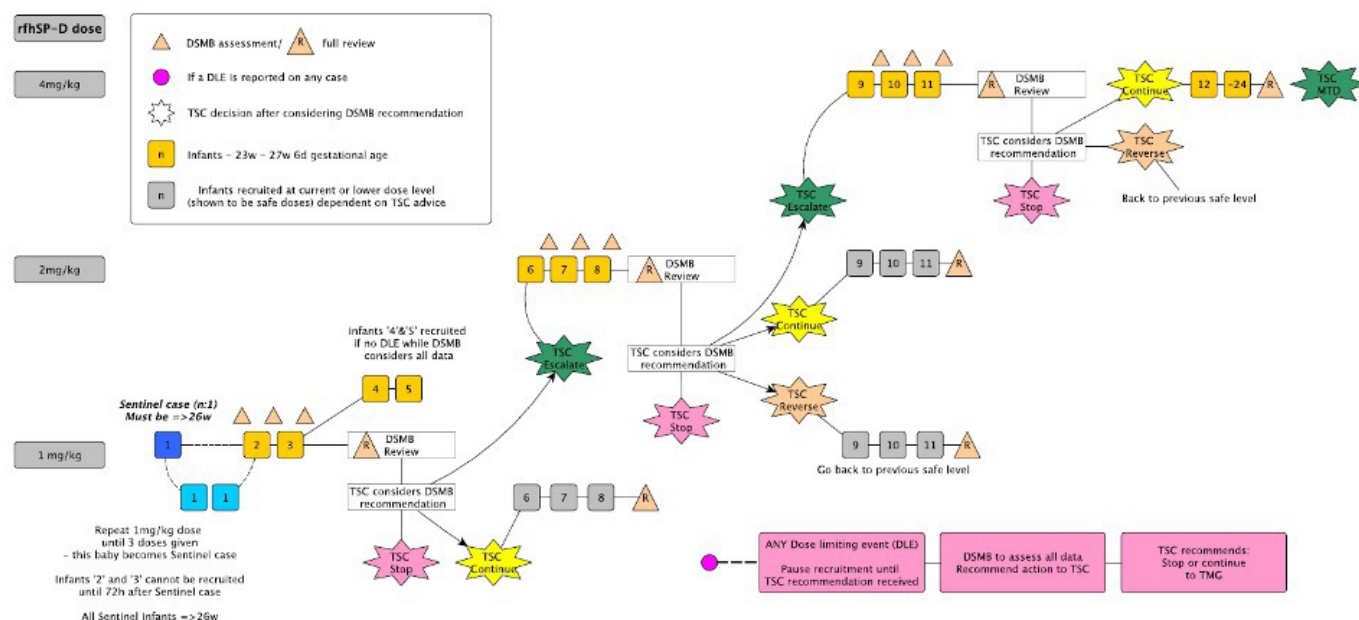 rfhSP-D dose
DSMB assessment/
R
full review
If a DLE is reported on any case
TSC decision after considering DSMB recommendation
n
Infants - 23w - 27w 6d gestational age
n
Infants recruited at current or lower dose level
(shown to be safe doses) dependent on TSC advice
4mg/kg
9
10
11
R
DSMB
Review
TSC
Continue
12
-24
R
TSC
MTD
TSC considers DSMB
recommendation
TSC
Reverse
Back to previous safe level
TSC
Stop
TSC
Escalate
2mg/kg
6
7
8
R
DSMB
Review
9
10
11
R
TSC
Continue
TSC
Escalate
TSC considers DSMB
recommendation
TSC
Reverse
TSC
Stop
9
10
11
R
Go back to previous safe level
Infants '4'&'5' recruited
if no DLE while DSMB
considers all data
4
5
Sentinel case (n:1)
Must be =>26w
1 mg/kg
1
2
3
R
DSMB
Review
1
1
TSC considers DSMB
recommendation
6
7
8
R
TSC
Stop
TSC
Continue
Repeat 1mg/kg dose
until 3 doses given
- this baby becomes Sentinel case
Infants '2' and '3' cannot be recruited
until 72h after Sentinel case
All Sentinel infants =>26w
ANY Dose limiting event (DLE)
Pause recruitment until
TSC recommendation received
DSMB to assess all data
Recommend action to TSC
TSC recommends:
Stop or continue
to TMG